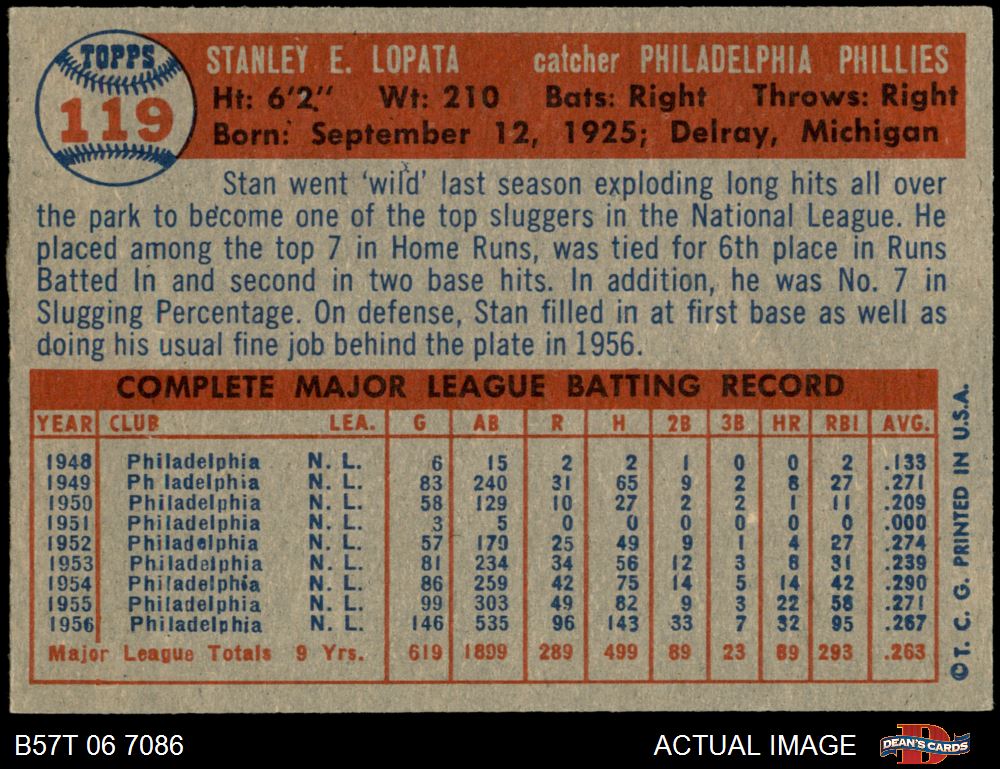 TOPPS
119
STANLEY E. LOPATA catcher PHILADELPHIA PHILLIES
Ht: 6'2" Wt: 210 Bats: Right Throws: Right
Born: September 12, 1925; Delray, Michigan
Stan went 'wild' last season exploding long hits all over
the park to become one of the top sluggers in the National League. He
placed among the top 7 in Home Runs, was tied for 6th place in Runs
Batted In and second in two base hits. In addition, he was No. 7 in
Slugging Percentage. On defense, Stan filled in at first base as well as
doing his usual fine job behind the plate in 1956.
COMPLETE MAJOR LEAGUE BATTING RECORD
YEAR CLUB LEA. G AB R H 2B 3B HR RBI AVG.
1948 Philadelphia N. L. 6 15 2 2 1 0 0 2 .133
1949 Ph ladelphia N. L. 83 240 31 65 9 2 8 27 .271
1950 Philadelphia N. L. 58 129 10 27 2 2 1 11 .209
1951 Philadelphia N. L. 3 5 0 0 0 0 0 0 .000
1952 Philadelphia N. L. 57 179 25 49 9 1 4 27 .274
1953 Philadelphia N. L. 81 234 34 56 12 3 8 31 .239
1954 Philadelphia N. L. 86 259 42 75 14 5 14 42 .290
1955 Philadelphia N. L. 99 303 49 82 9 3 22 58 .271
1956 Philadelphia N. L. 146 535 96 143 33 7 32 95 .267
Major League Totals 9 Yrs. 619 1899 289 499 89 23 89 293 .263
©T. C. G. PRINTED IN U.S.A.
B57T 06 7086 ACTUAL IMAGE
DEAN'S CARDS